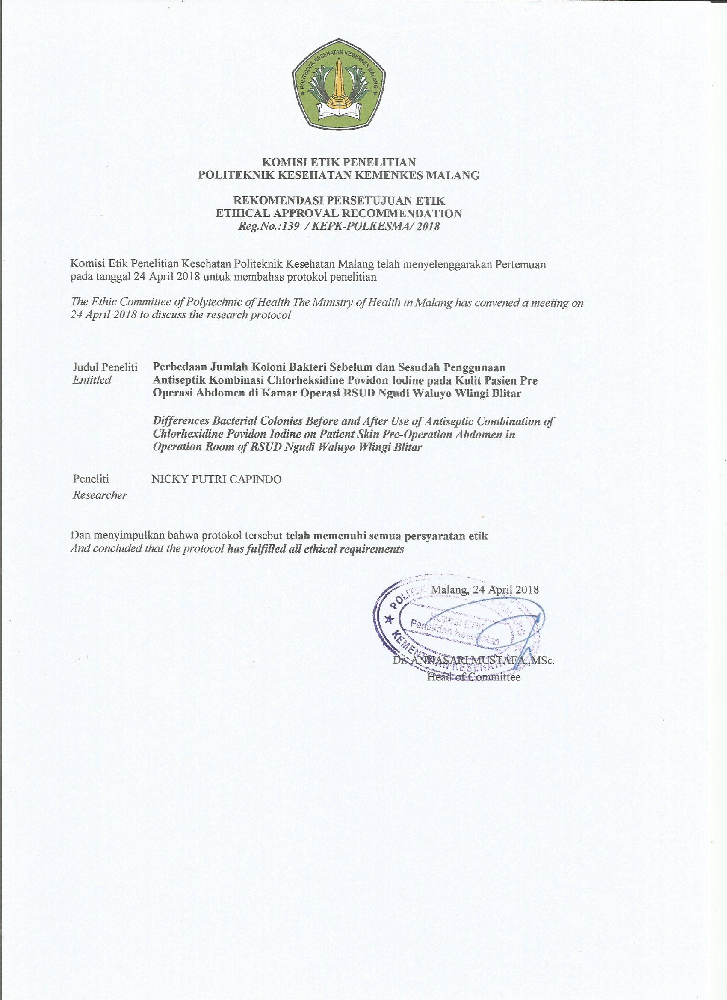 ★ POLITEKNIK KESEHATAN KEMENKES MALANG ★
KOMISI ETIK PENELITIAN
POLITEKNIK KESEHATAN KEMENKES MALANG
REKOMENDASI PERSETUJUAN ETIK
ETHICAL APPROVAL RECOMMENDATION
Reg.No.:139 / KEPK-POLKESMA/ 2018
Komisi Etik Penelitian Kesehatan Politeknik Kesehatan Malang telah menyelenggarakan Pertemuan
pada tanggal 24 April 2018 untuk membahas protokol penelitian
The Ethic Committee of Polytechnic of Health The Ministry of Health in Malang has convened a meeting on
24 April 2018 to discuss the research protocol
Judul Peneliti Perbedaan Jumlah Koloni Bakteri Sebelum dan Sesudah Penggunaan
Entitled Antiseptik Kombinasi Chlorheksidine Povidon Iodine pada Kulit Pasien Pre
Operasi Abdomen di Kamar Operasi RSUD Ngudi Waluyo Wlingi Blitar
Differences Bacterial Colonies Before and After Use of Antiseptic Combination of
Chlorhexidine Povidon Iodine on Patient Skin Pre-Operation Abdomen in
Operation Room of RSUD Ngudi Waluyo Wlingi Blitar
Peneliti NICKY PUTRI CAPINDO
Researcher
Dan menyimpulkan bahwa protokol tersebut telah memenuhi semua persyaratan etik
And concluded that the protocol has fulfilled all ethical requirements
Malang, 24 April 2018
KOMISI ETIK
Penelitian Kesehatan
KEMENTERIAN KESEHATAN
Dr. ANNASARI MUSTAFA.,MSc.
Head of Committee